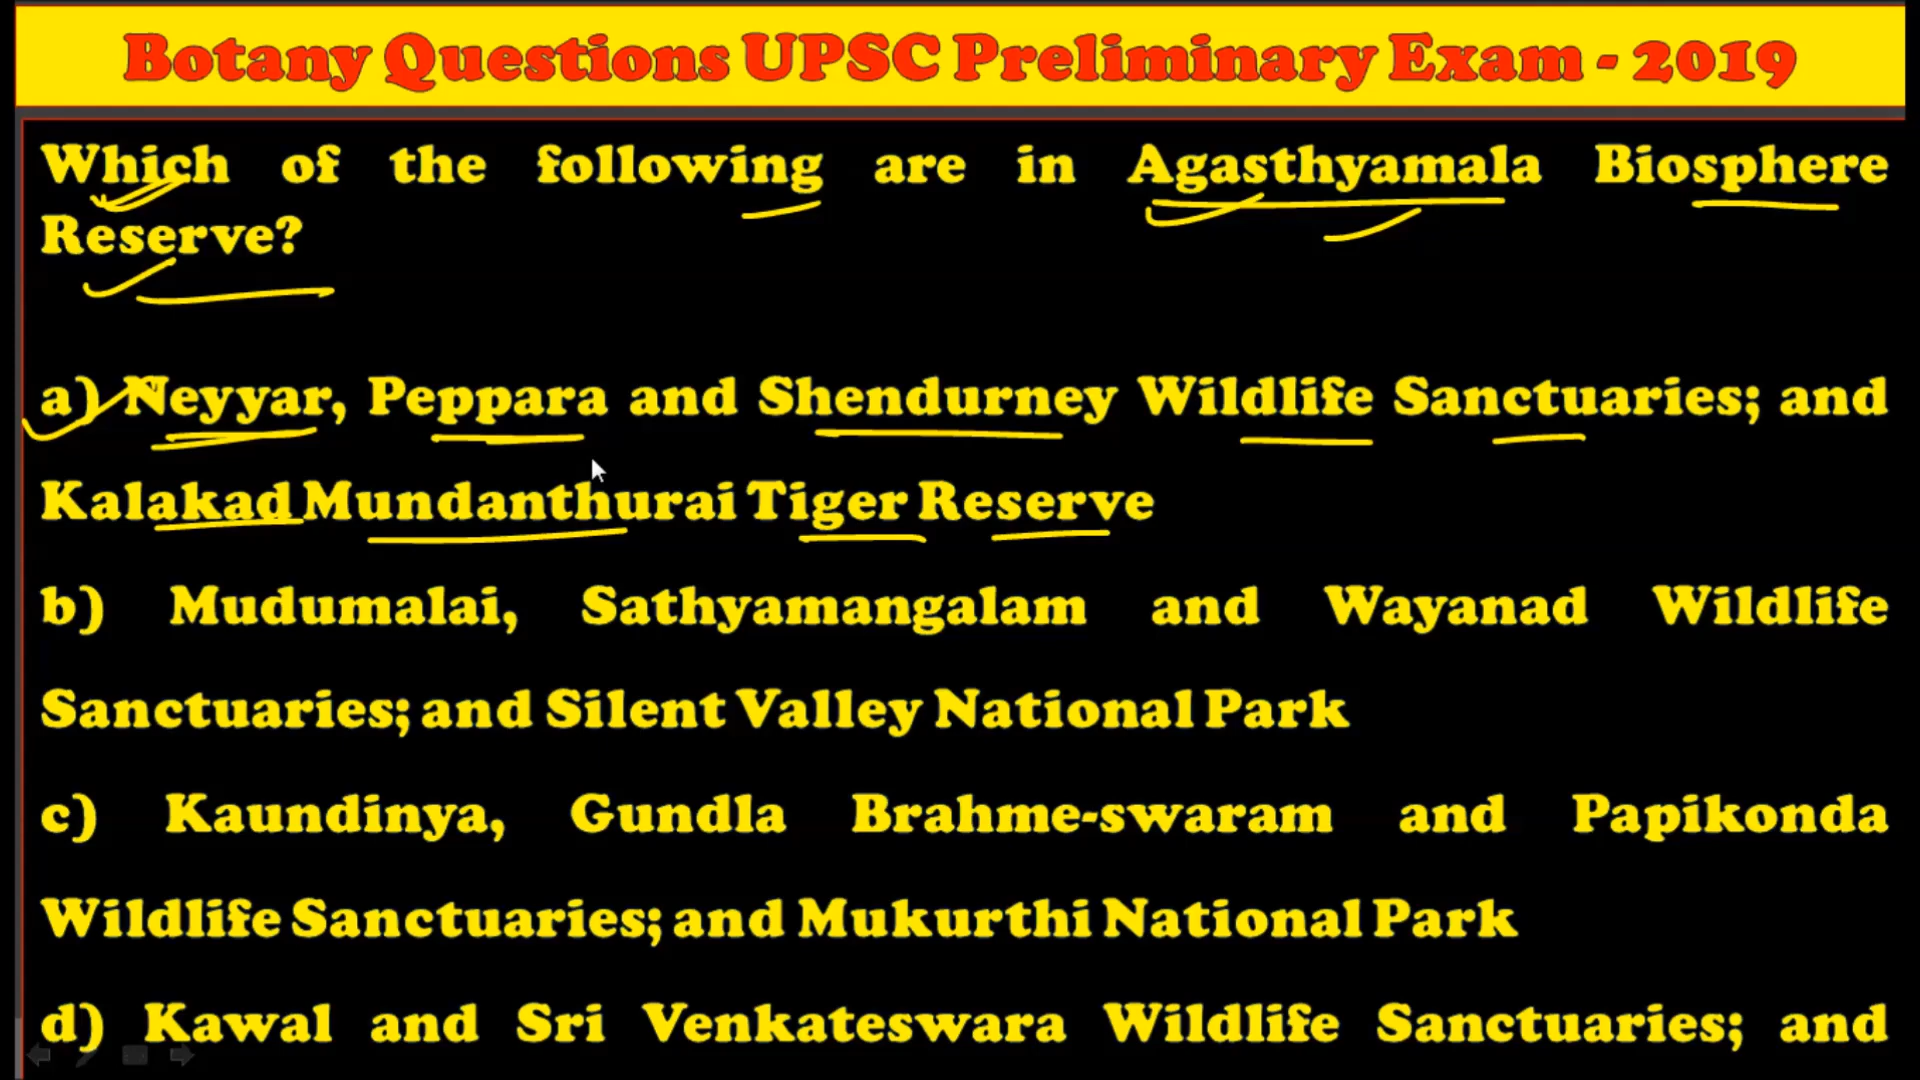 Botany Questions UPSC Preliminary Exam - 2019
Which of the following are in Agasthyamala Biosphere
Reserve?
a) Neyyar, Peppara and Shendurney Wildlife Sanctuaries; and
Kalakad Mundanthurai Tiger Reserve
b) Mudumalai, Sathyamangalam and Wayanad Wildlife
Sanctuaries; and Silent Valley National Park
c) Kaundinya, Gundla Brahme-swaram and Papikonda
Wildlife Sanctuaries; and Mukurthi National Park
d) Kawal and Sri Venkateswara Wildlife Sanctuaries; and